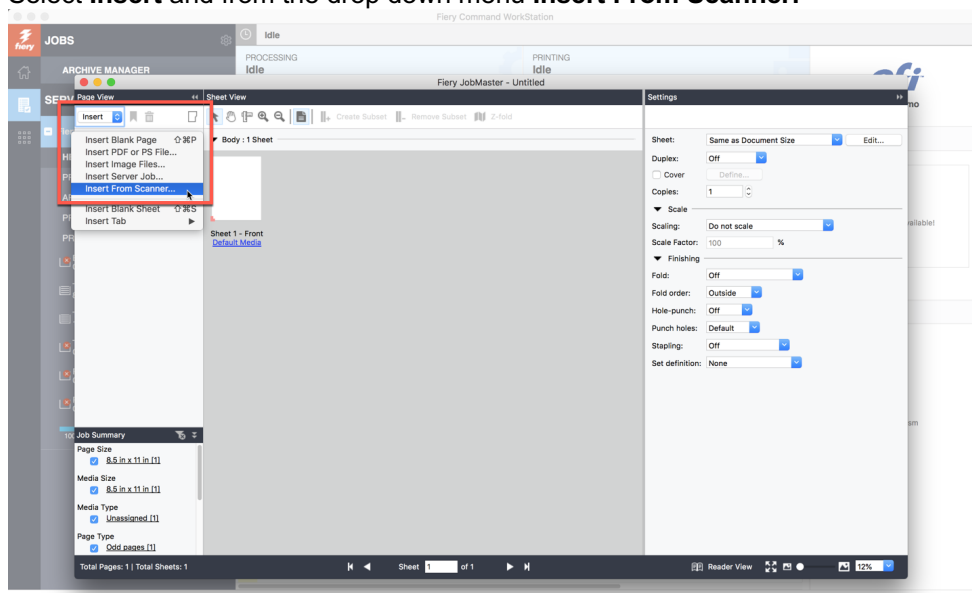 Select Insert and from the drop down menu Insert From Scanner.
Fiery Command WorkStation
fiery
JOBS
Idle
ARCHIVE MANAGER
PROCESSING
Idle
PRINTING
Idle
Fiery JobMaster - Untitled
Page View
Sheet View
Settings
Insert
Create Subset
Remove Subset
Z-fold
Insert Blank Page ⇧⌘P
Insert PDF or PS File...
Insert Image Files...
Insert Server Job...
Insert From Scanner...
Insert Blank Sheet ⇧⌘S
Insert Tab
Body : 1 Sheet
Sheet 1 - Front
Default Media
Sheet: Same as Document Size Edit...
Duplex: Off
Cover Define...
Copies: 1
Scale
Scaling: Do not scale
Scale Factor: 100 %
Finishing
Fold: Off
Fold order: Outside
Hole-punch: Off
Punch holes: Default
Stapling: Off
Set definition: None
Job Summary
Page Size
8.5 in x 11 in [1]
Media Size
8.5 in x 11 in [1]
Media Type
Unassigned [1]
Page Type
Odd pages [1]
Total Pages: 1 | Total Sheets: 1
Sheet 1 of 1
Reader View
12%